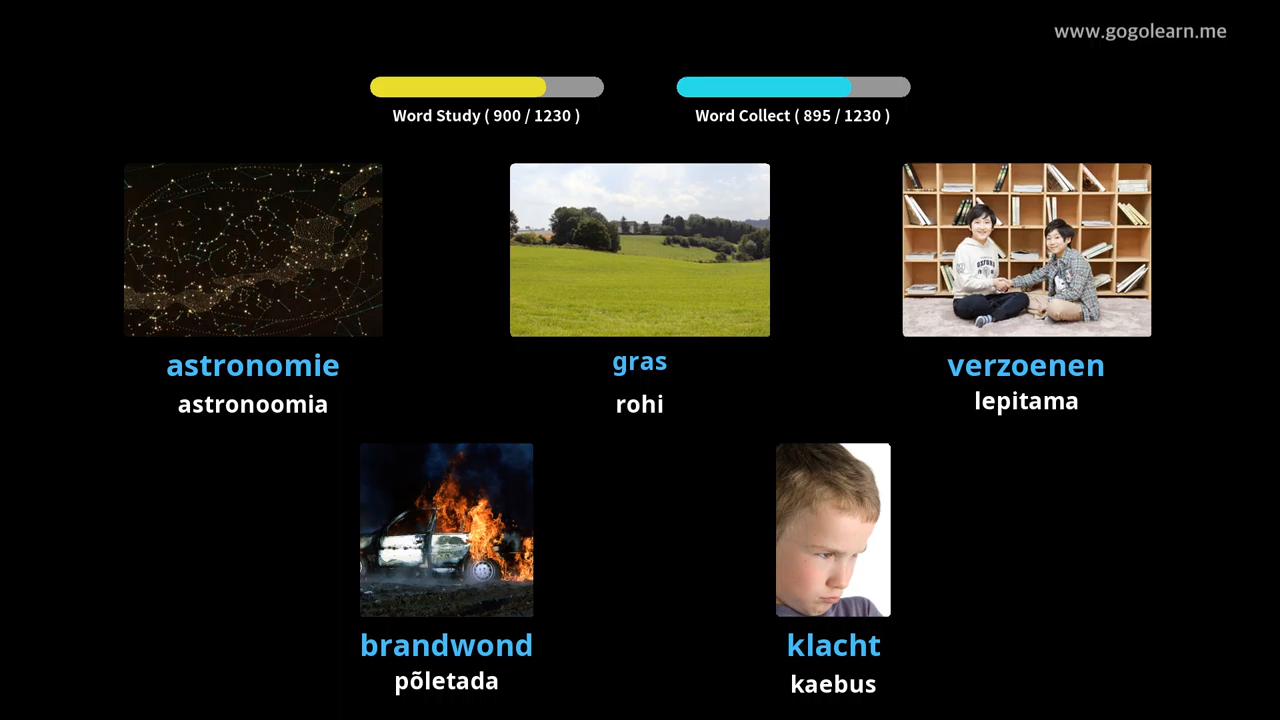 www.gogolearn.me
Word Study ( 900 / 1230 )
Word Collect ( 895 / 1230 )
astronomie
astronoomia
gras
rohi
verzoenen
lepitama
brandwond
põletada
klacht
kaebus